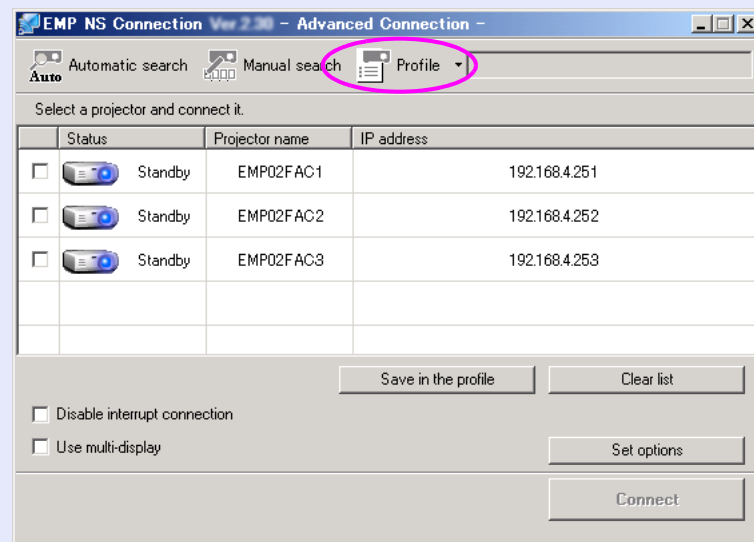 EMP NS Connection Ver 2.30 - Advanced Connection -
Auto Automatic search Manual search Profile
Select a projector and connect it.
Status Projector name IP address
Standby EMP02FAC1 192.168.4.251
Standby EMP02FAC2 192.168.4.252
Standby EMP02FAC3 192.168.4.253
Save in the profile Clear list
Disable interrupt connection
Use multi-display Set options
Connect